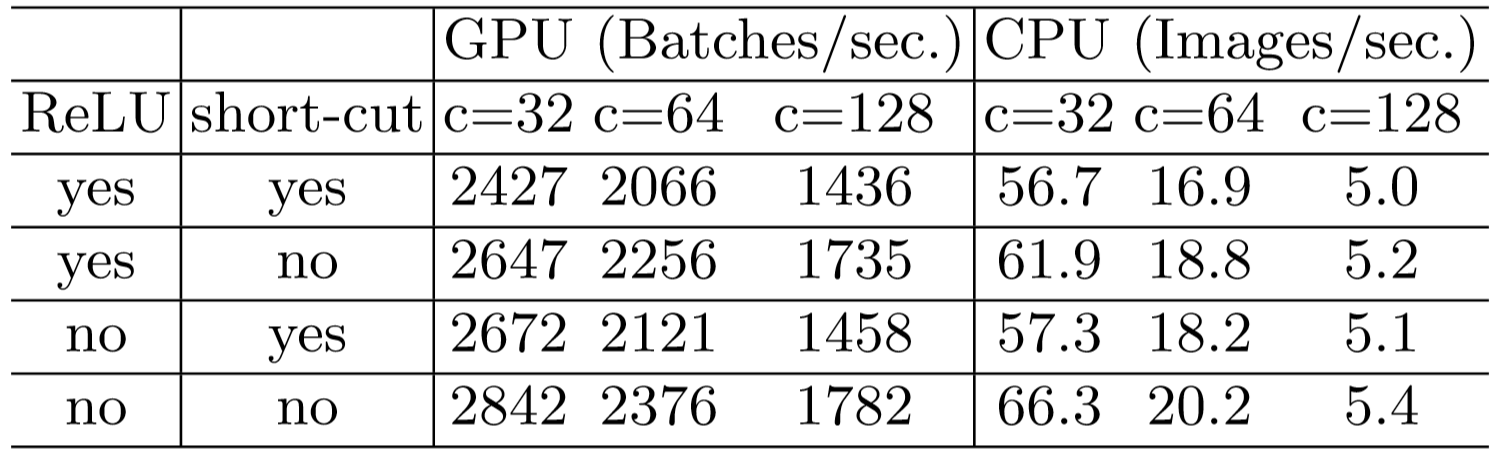 GPU (Batches/sec.) CPU (Images/sec.)
ReLU short-cut c=32 c=64 c=128 c=32 c=64 c=128
yes yes 2427 2066 1436 56.7 16.9 5.0
yes no 2647 2256 1735 61.9 18.8 5.2
no yes 2672 2121 1458 57.3 18.2 5.1
no no 2842 2376 1782 66.3 20.2 5.4